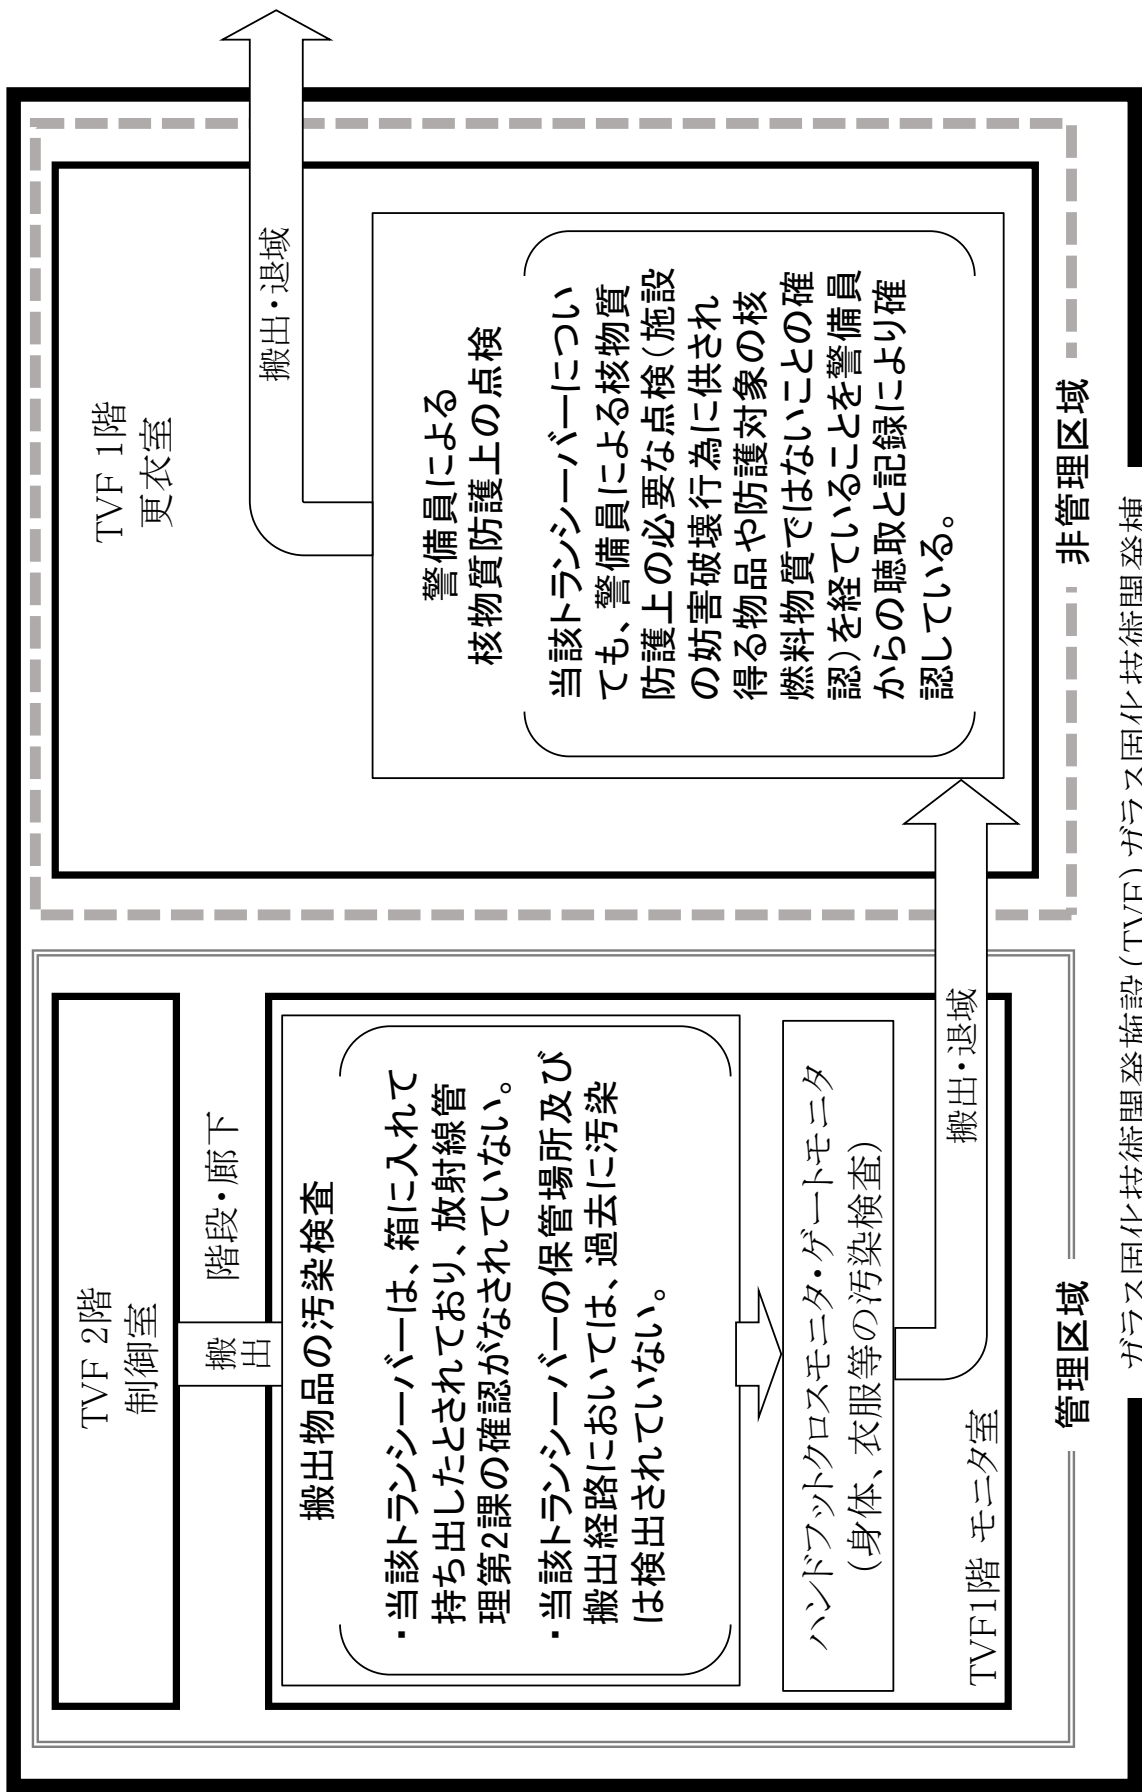 TVF 2階
制御室
搬
出
階段・廊下
搬出物品の汚染検査
・当該トランシーバーは、箱に入れて
持ち出したとされており、放射線管
理第2課の確認がなされていない。
・当該トランシーバーの保管場所及び
搬出経路においては、過去に汚染
は検出されていない。
ハンドフットクロスモニタ・ゲートモニタ
(身体、衣服等の汚染検査)
TVF1階 モニタ室
搬出・退域
管理区域
TVF 1階
更衣室
搬出・退域
警備員による
核物質防護上の点検
当該トランシーバーについ
ても、警備員による核物質
防護上の必要な点検(施設
の妨害破壊行為に供され
得る物品や防護対象の核
燃料物質ではないことの確
認)を経ていることを警備員
からの聴取と記録により確
認している。
非管理区域
ガラス固化技術開発施設(TVF)ガラス固化技術開発棟